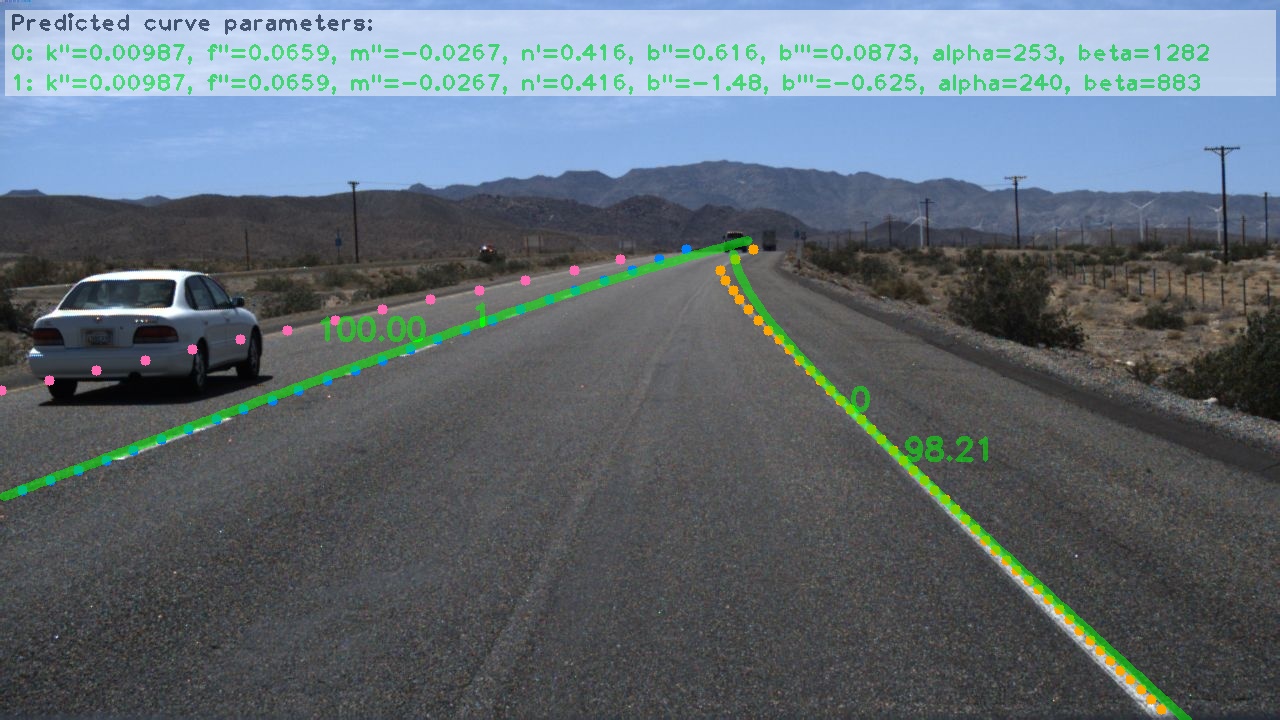 Predicted curve parameters:
0: k''=0.00987, f''=0.0659, m''=−0.0267, n'=0.416, b''=0.616, b'''=0.0873, alpha=253, beta=1282
1: k''=0.00987, f''=0.0659, m''=−0.0267, n'=0.416, b''=−1.48, b'''=−0.625, alpha=240, beta=883
1
100.00
0
98.21